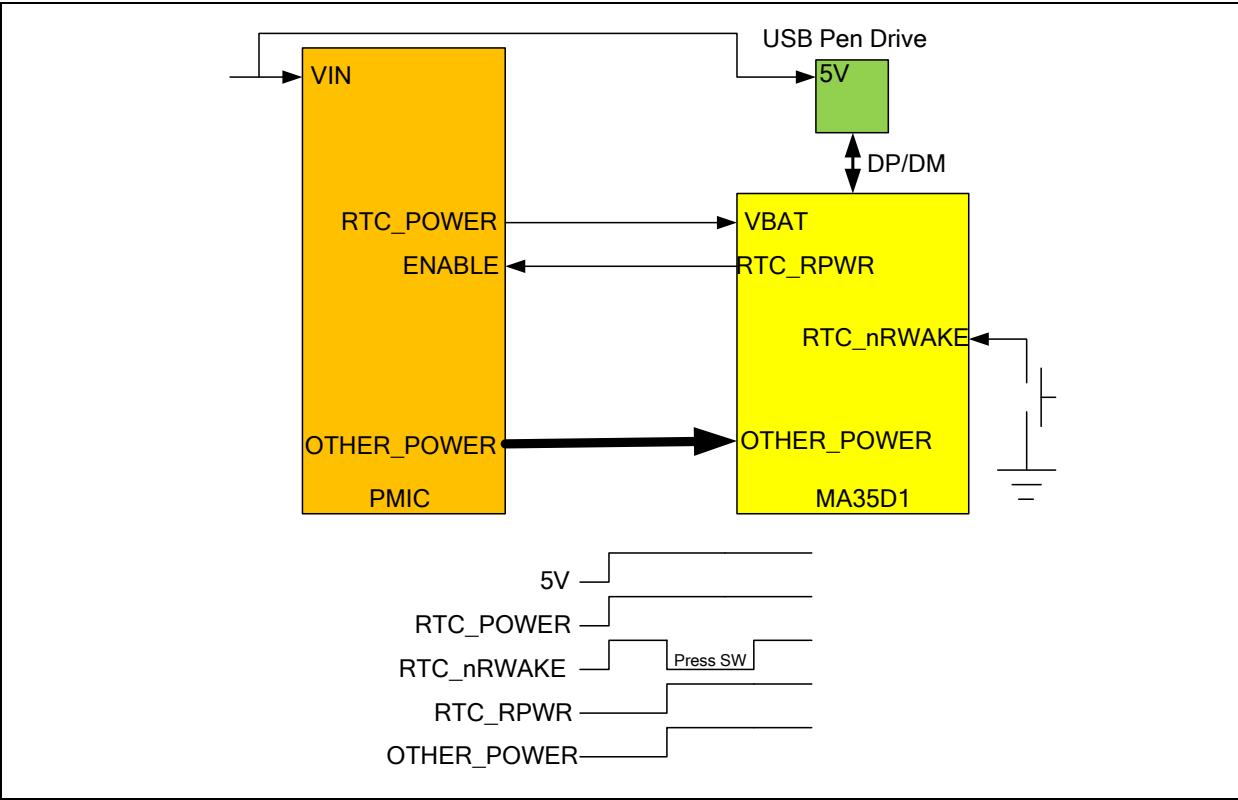 USB Pen Drive
VIN
5V
DP/DM
RTC_POWER
VBAT
ENABLE
RTC_RPWR
RTC_nRWAKE
OTHER_POWER
OTHER_POWER
PMIC
MA35D1
5V
RTC_POWER
RTC_nRWAKE
Press SW
RTC_RPWR
OTHER_POWER